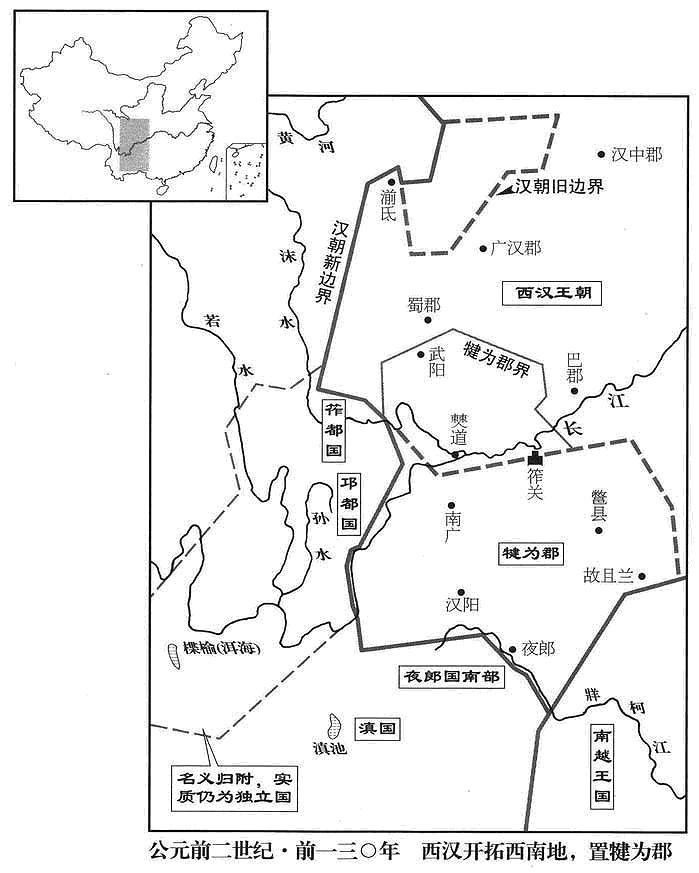 黄河
汉中郡
湔氐
汉朝旧边界
汉朝新边界
沫水
广汉郡
西汉王朝
若水
蜀郡
武阳
犍为郡界
巴郡
长江
僰道
筰都国
筰关
邛都国
孙水
南广
鳖县
犍为郡
故且兰
汉阳
楪榆(洱海)
夜郎
夜郎国南部
牂柯江
滇国
滇池
南越王国
名义归附，实
质仍为独立国
公元前二世纪·前一三〇年 西汉开拓西南地，置犍为郡